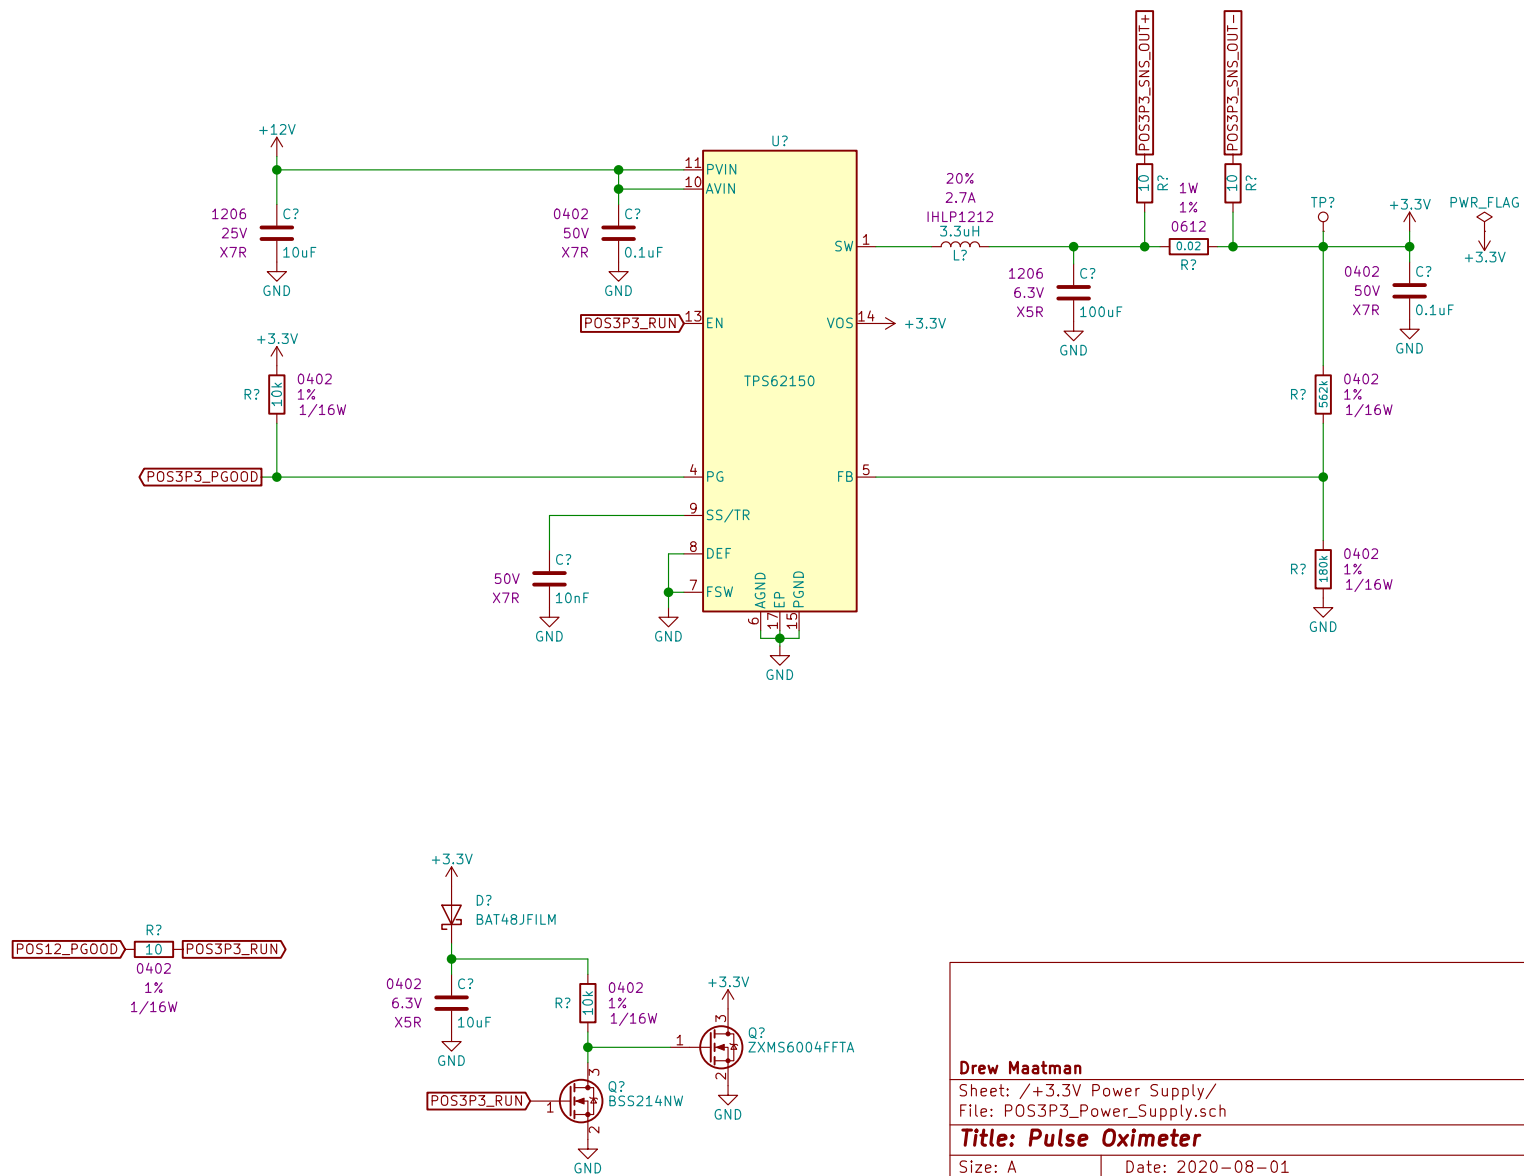 POS3P3_SNS_OUT+
POS3P3_SNS_OUT-
10
R?
10
R?
+12V
1206
25V
X7R
C?
10uF
GND
0402
50V
X7R
C?
0.1uF
GND
U?
11
PVIN
10
AVIN
SW
1
POS3P3_RUN
13
EN
VOS
14
+3.3V
TPS62150
4
PG
FB
5
9
SS/TR
8
DEF
7
FSW
AGND
EP
PGND
6
17
15
GND
20%
2.7A
IHLP1212
3.3uH
L?
1206
6.3V
X5R
C?
100uF
GND
1W
1%
0612
0.02
R?
TP?
+3.3V
PWR_FLAG
+3.3V
0402
50V
X7R
C?
0.1uF
GND
R?
562k
0402
1%
1/16W
R?
180k
0402
1%
1/16W
GND
+3.3V
R?
10k
0402
1%
1/16W
POS3P3_PGOOD
50V
X7R
C?
10nF
GND
GND
POS12_PGOOD
R?
10
POS3P3_RUN
0402
1%
1/16W
+3.3V
D?
BAT48JFILM
0402
6.3V
X5R
C?
10uF
GND
R?
10k
0402
1%
1/16W
+3.3V
3
1
Q?
ZXMS6004FFTA
2
GND
POS3P3_RUN
1
3
Q?
BSS214NW
2
GND
Drew Maatman
Sheet: /+3.3V Power Supply/
File: POS3P3_Power_Supply.sch
Title: Pulse Oximeter
Size: A
Date: 2020-08-01